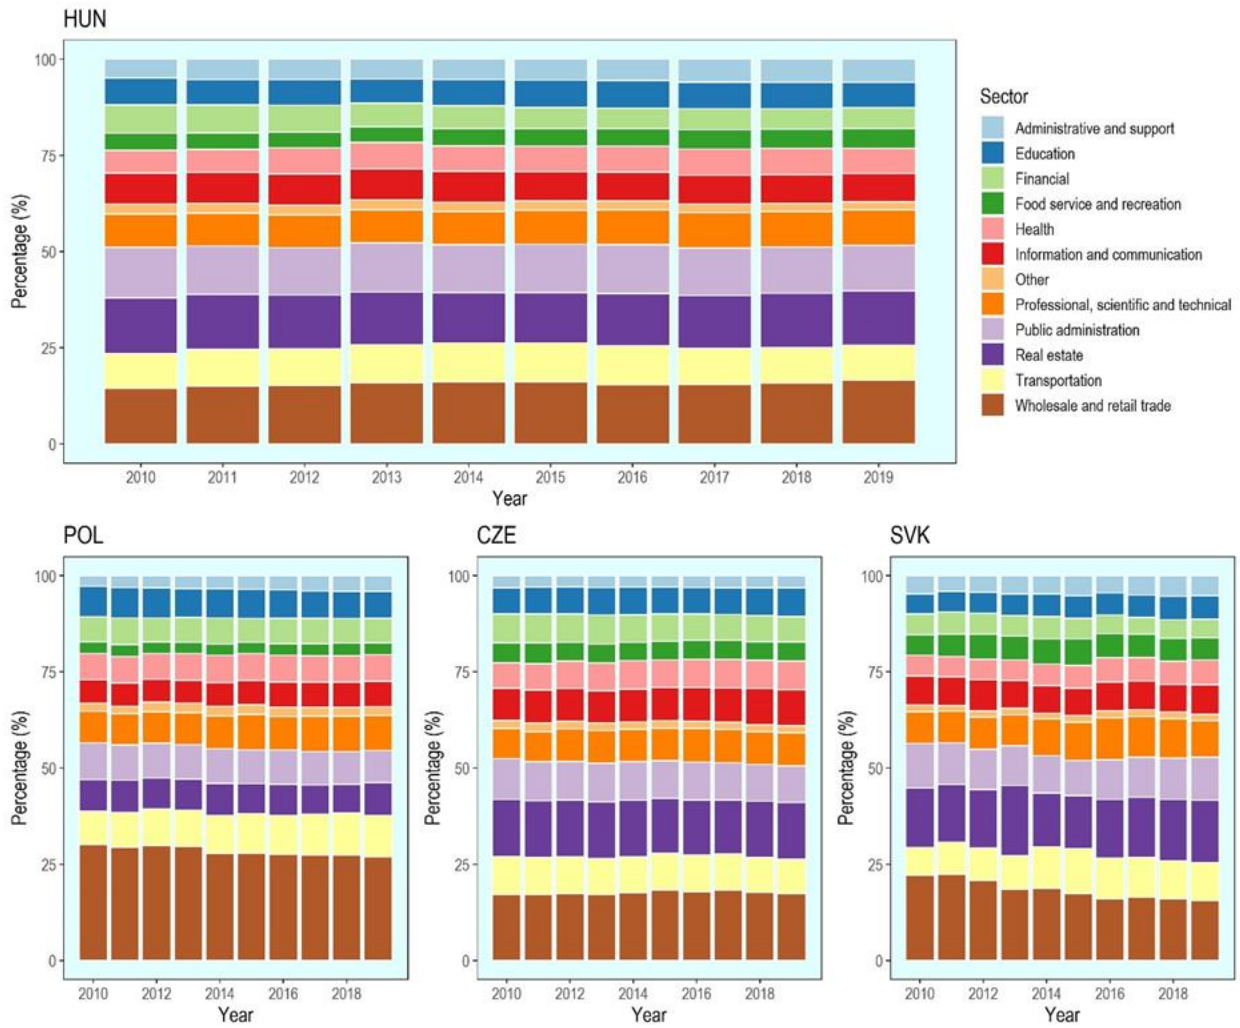 HUN
100
75
50
25
0
Percentage (%)
2010 2011 2012 2013 2014 2015 2016 2017 2018 2019
Year
Sector
Administrative and support
Education
Financial
Food service and recreation
Health
Information and communication
Other
Professional, scientific and technical
Public administration
Real estate
Transportation
Wholesale and retail trade
POL
100
75
50
25
0
Percentage (%)
2010 2012 2014 2016 2018
Year
CZE
100
75
50
25
0
Percentage (%)
2010 2012 2014 2016 2018
Year
SVK
100
75
50
25
0
Percentage (%)
2010 2012 2014 2016 2018
Year